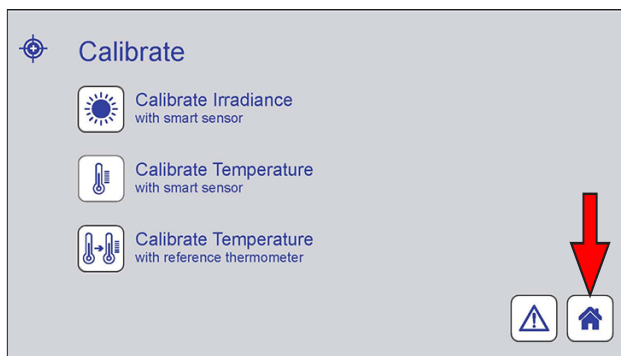 Calibrate
Calibrate Irradiance
with smart sensor
Calibrate Temperature
with smart sensor
Calibrate Temperature
with reference thermometer